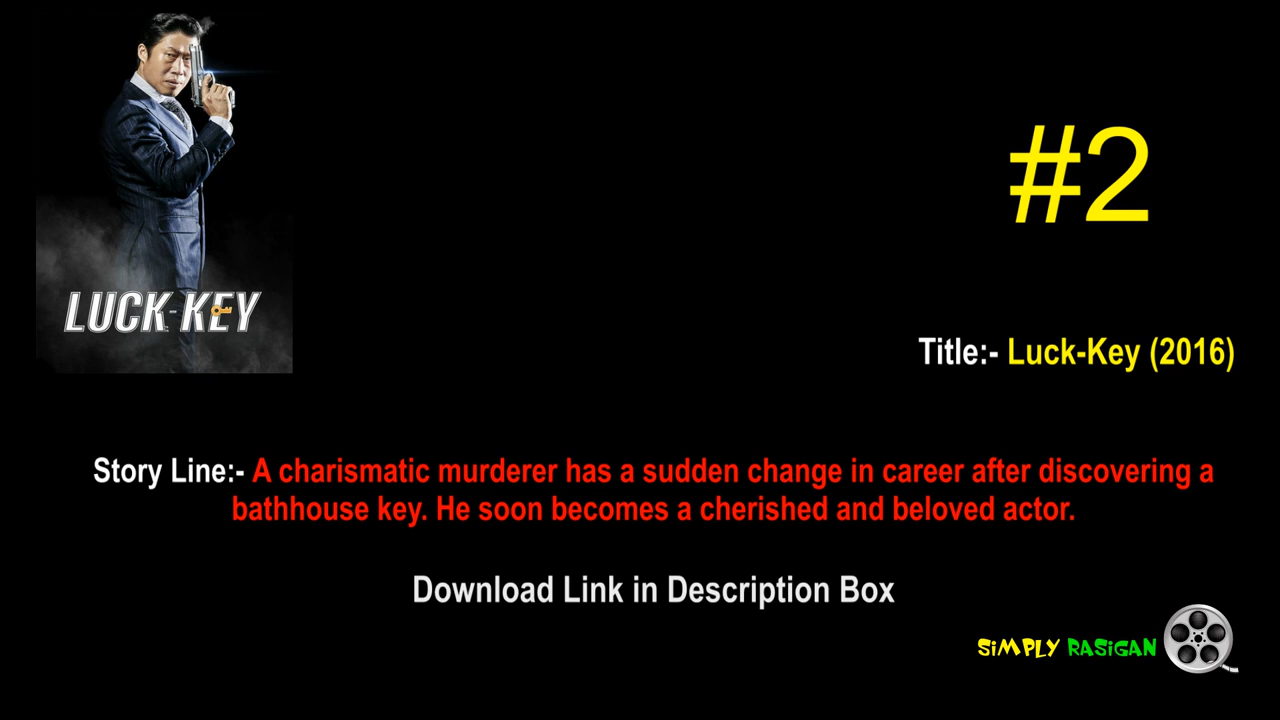 LUCK-KEY
#2
Title:- Luck-Key (2016)
Story Line:- A charismatic murderer has a sudden change in career after discovering a
bathhouse key. He soon becomes a cherished and beloved actor.
Download Link in Description Box
SiMPLY RASiGAN